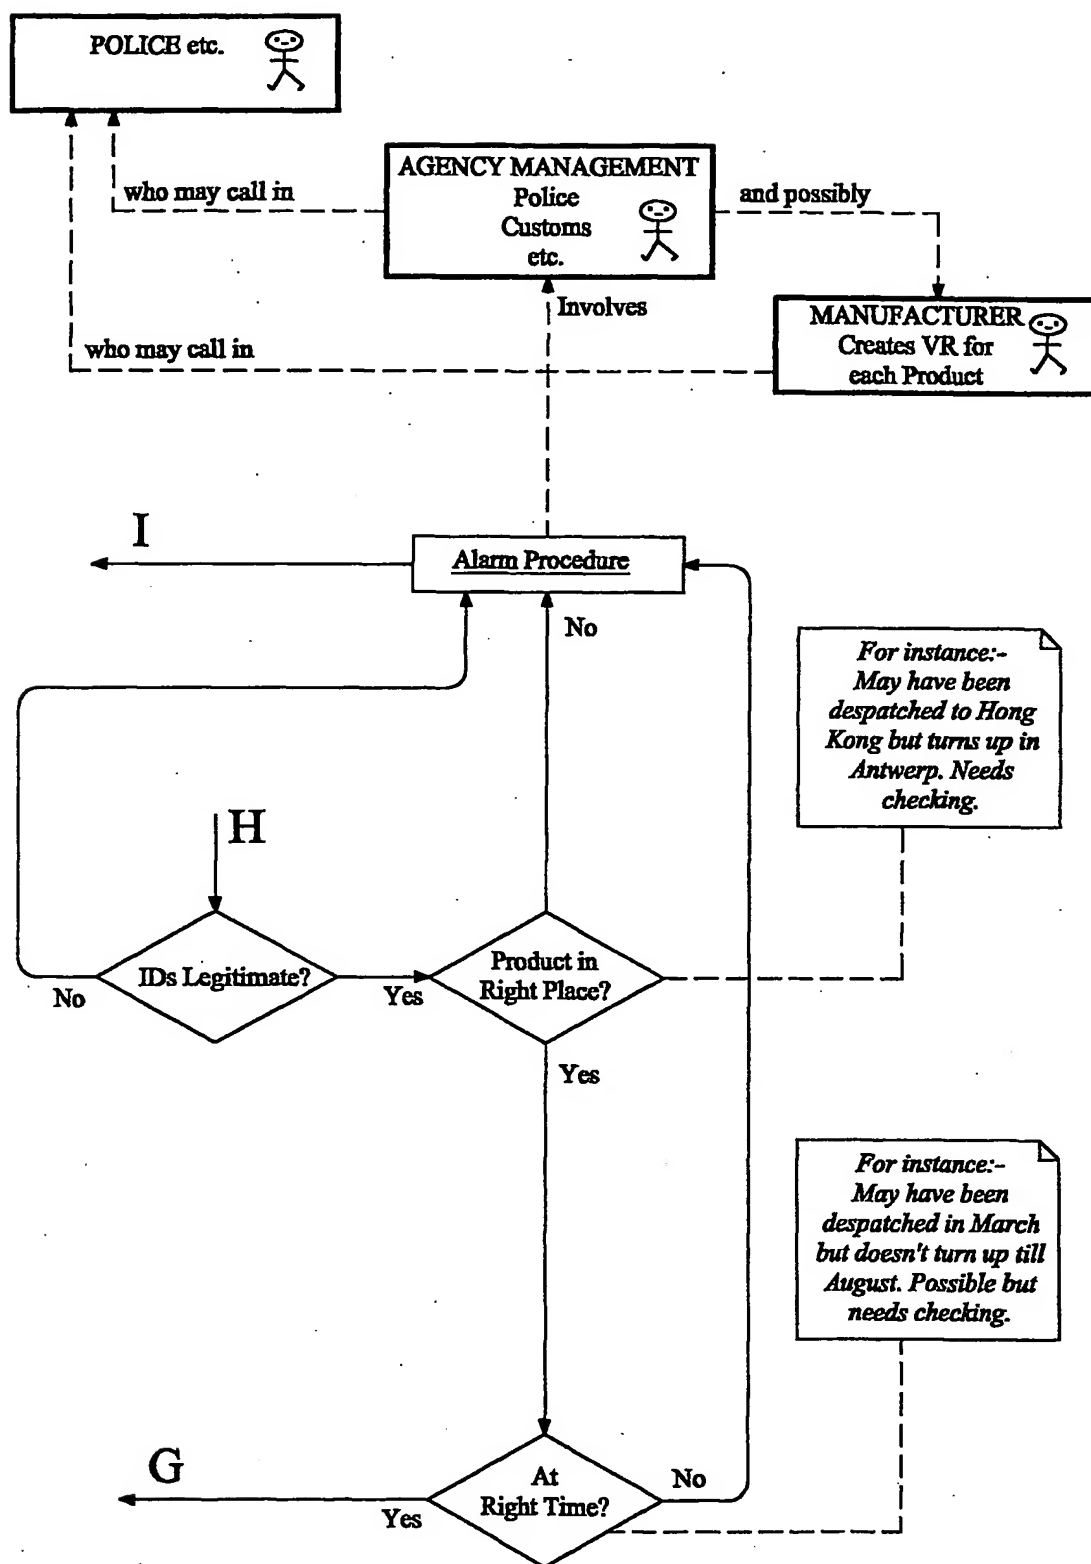 POLICE etc.
AGENCY MANAGEMENT
Police
Customs
etc.
who may call in
and possibly
Involves
MANUFACTURER
Creates VR for
each Product
who may call in
I
Alarm Procedure
No
For instance:-
May have been
despatched to Hong
Kong but turns up in
Antwerp. Needs
checking.
H
IDs Legitimate?
No
Yes
Product in
Right Place?
Yes
For instance:-
May have been
despatched in March
but doesn't turn up till
August. Possible but
needs checking.
G
Yes
At
Right Time?
No